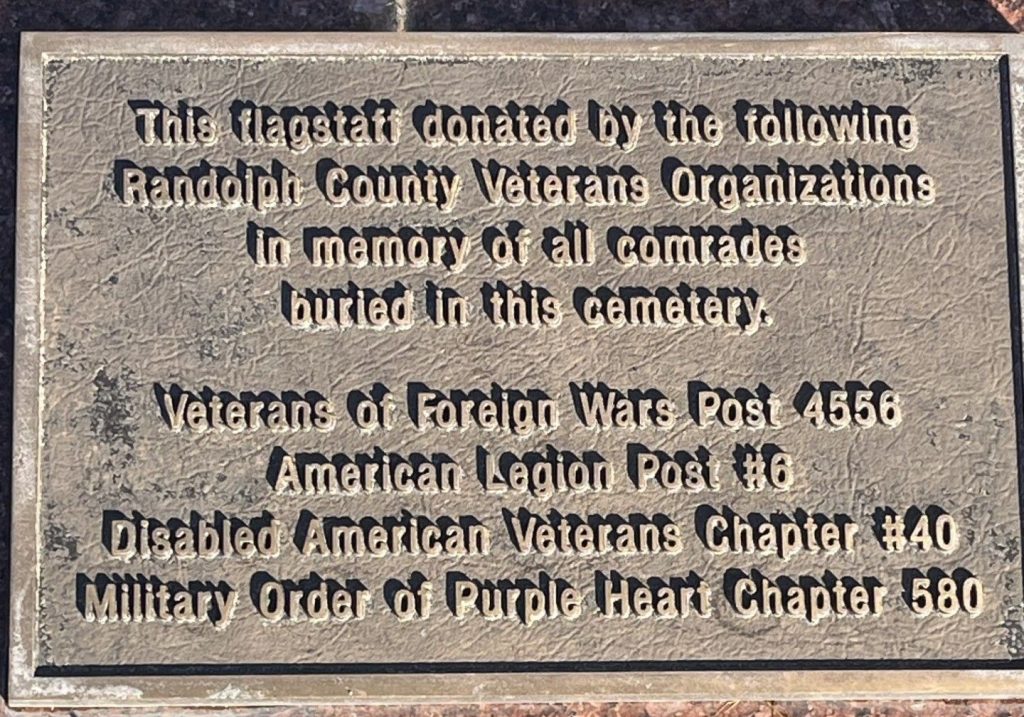 This flagstaff donated by the following
Randolph County Veterans Organizations
in memory of all comrades
buried in this cemetery.
Veterans of Foreign Wars Post 4556
American Legion Post #6
Disabled American Veterans Chapter #40
Military Order of Purple Heart Chapter 580